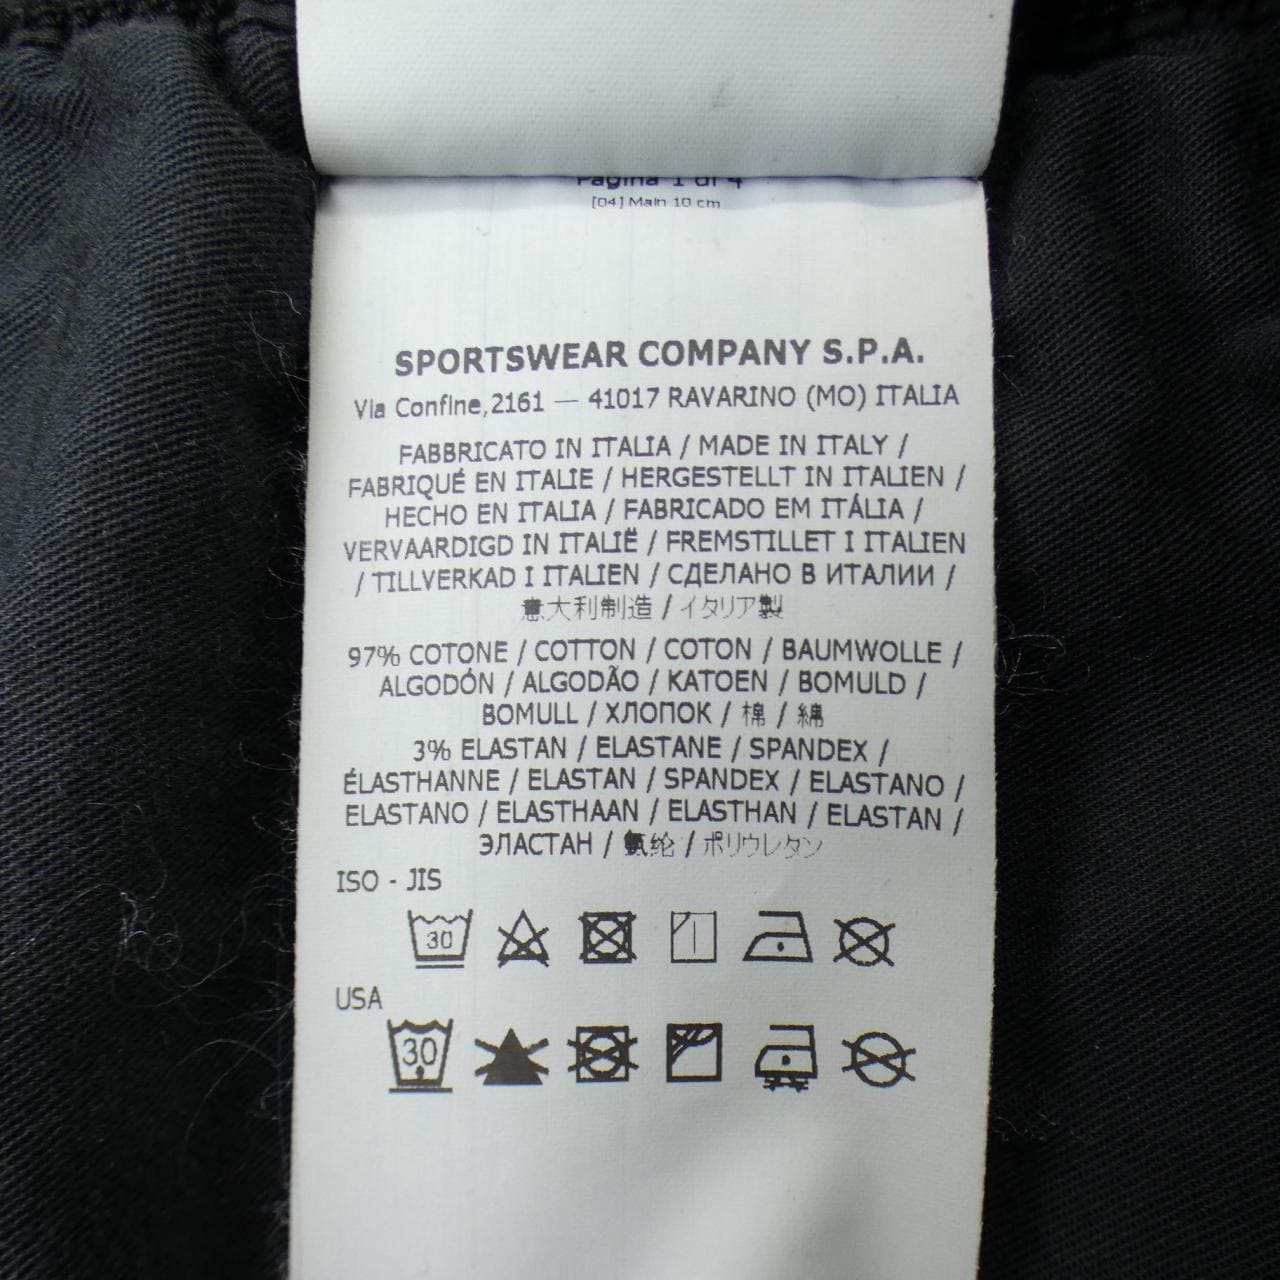 Pagina 1 di 4
[04] Main 10 cm
SPORTSWEAR COMPANY S.P.A.
Via Confine,2161 — 41017 RAVARINO (MO) ITALIA
FABBRICATO IN ITALIA / MADE IN ITALY /
FABRIQUÉ EN ITALIE / HERGESTELLT IN ITALIEN /
HECHO EN ITALIA / FABRICADO EM ITÁLIA /
VERVAARDIGD IN ITALIË / FREMSTILLET I ITALIEN
/ TILLVERKAD I ITALIEN / СДЕЛАНО В ИТАЛИИ /
意大利制造 / イタリア製
97% COTONE / COTTON / COTON / BAUMWOLLE /
ALGODÓN / ALGODÃO / KATOEN / BOMULD /
BOMULL / ХЛОПОК / 棉 / 綿
3% ELASTAN / ELASTANE / SPANDEX /
ÉLASTHANNE / ELASTAN / SPANDEX / ELASTANO /
ELASTANO / ELASTHAAN / ELASTHAN / ELASTAN /
ЭЛАСТАН / 氨纶 / ポリウレタン
ISO - JIS
30
USA
30